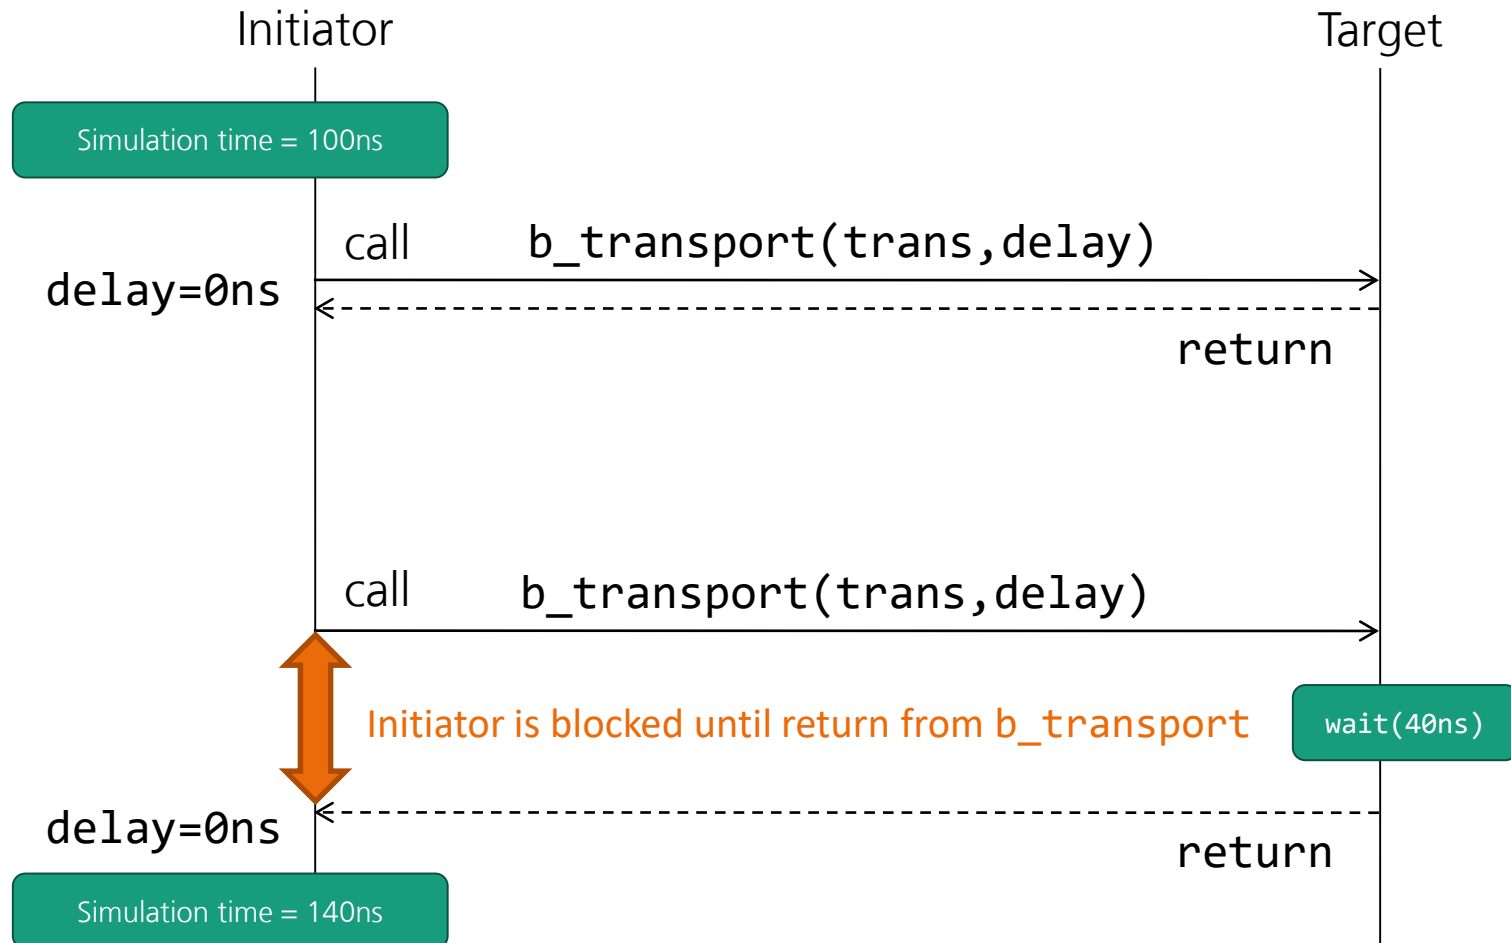 Initiator
Target
Simulation time = 100ns
call b_transport(trans,delay)
delay=0ns
return
call b_transport(trans,delay)
Initiator is blocked until return from b_transport
wait(40ns)
delay=0ns
return
Simulation time = 140ns